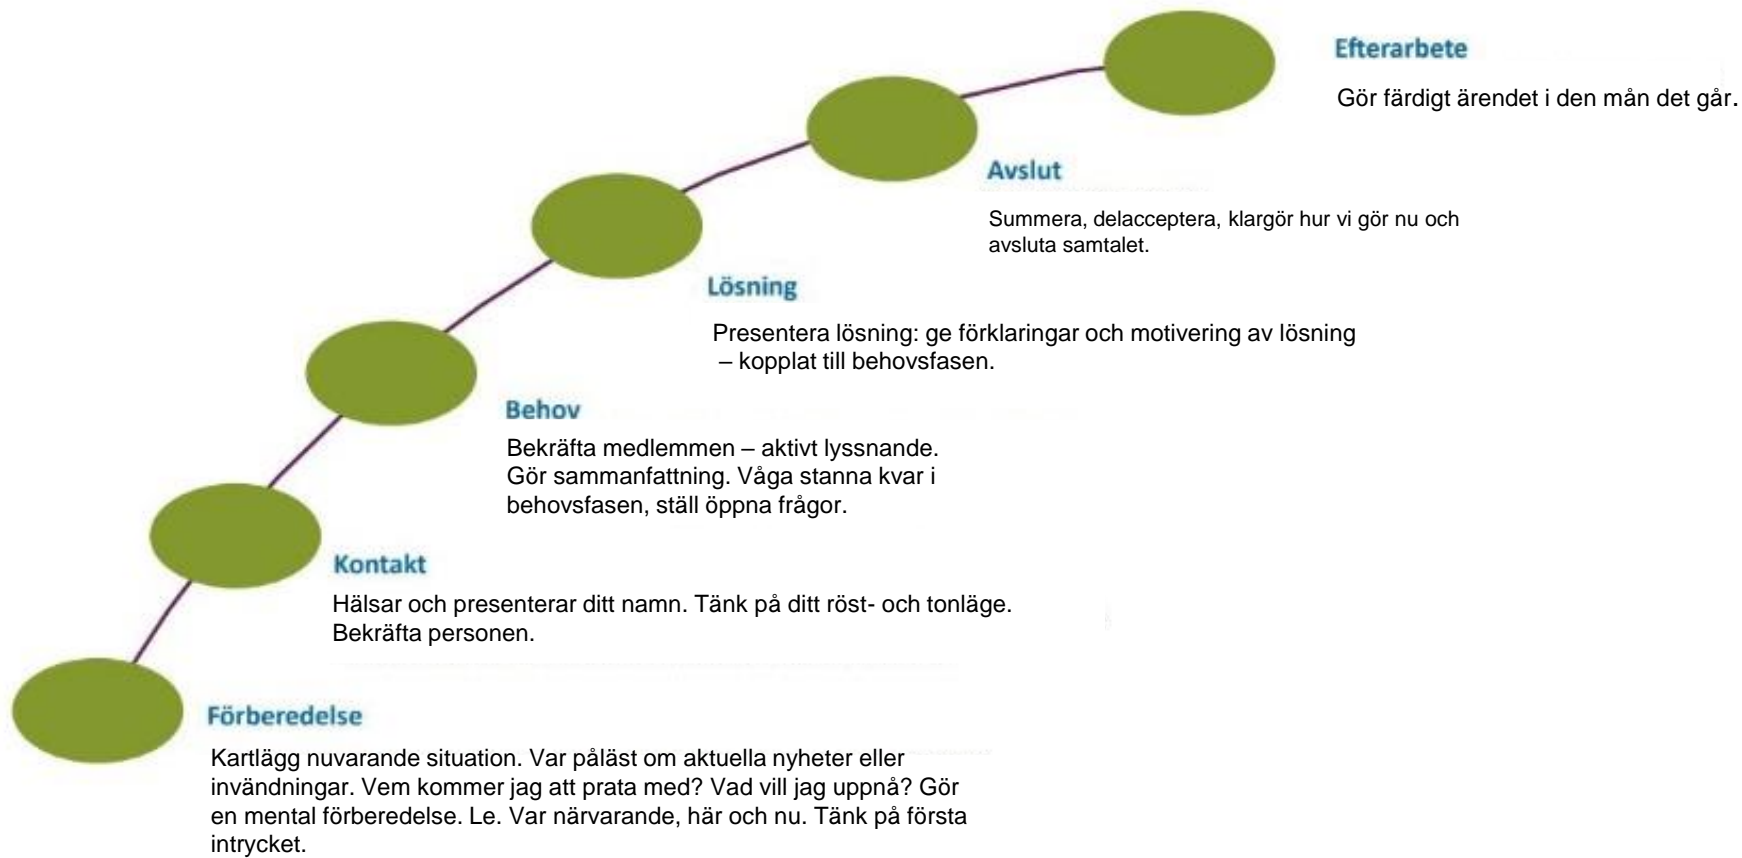 Efterarbete
Gör färdigt ärendet i den mån det går.
Avslut
Summera, delacceptera, klargör hur vi gör nu och
avsluta samtalet.
Lösning
Presentera lösning: ge förklaringar och motivering av lösning
– kopplat till behovsfasen.
Behov
Bekräfta medlemmen – aktivt lyssnande.
Gör sammanfattning. Våga stanna kvar i
behovsfasen, ställ öppna frågor.
Kontakt
Hälsar och presenterar ditt namn. Tänk på ditt röst- och tonläge.
Bekräfta personen.
Förberedelse
Kartlägg nuvarande situation. Var påläst om aktuella nyheter eller
invändningar. Vem kommer jag att prata med? Vad vill jag uppnå? Gör
en mental förberedelse. Le. Var närvarande, här och nu. Tänk på första
intrycket.